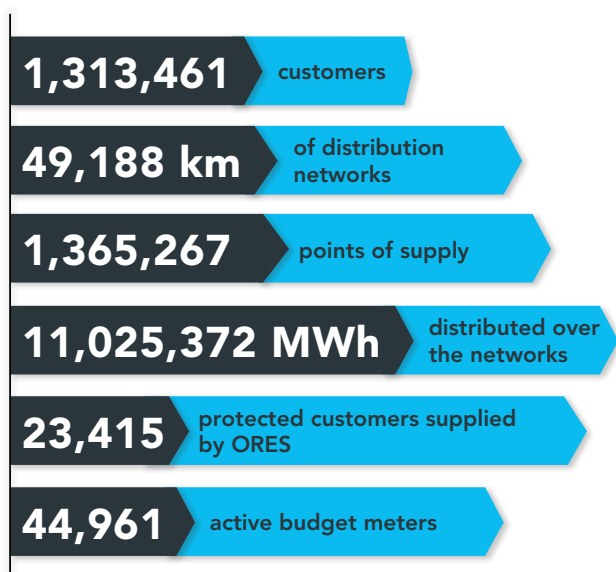 1,313,461 customers
49,188 km of distribution
networks
1,365,267 points of supply
11,025,372 MWh distributed over
the networks
23,415 protected customers supplied
by ORES
44,961 active budget meters